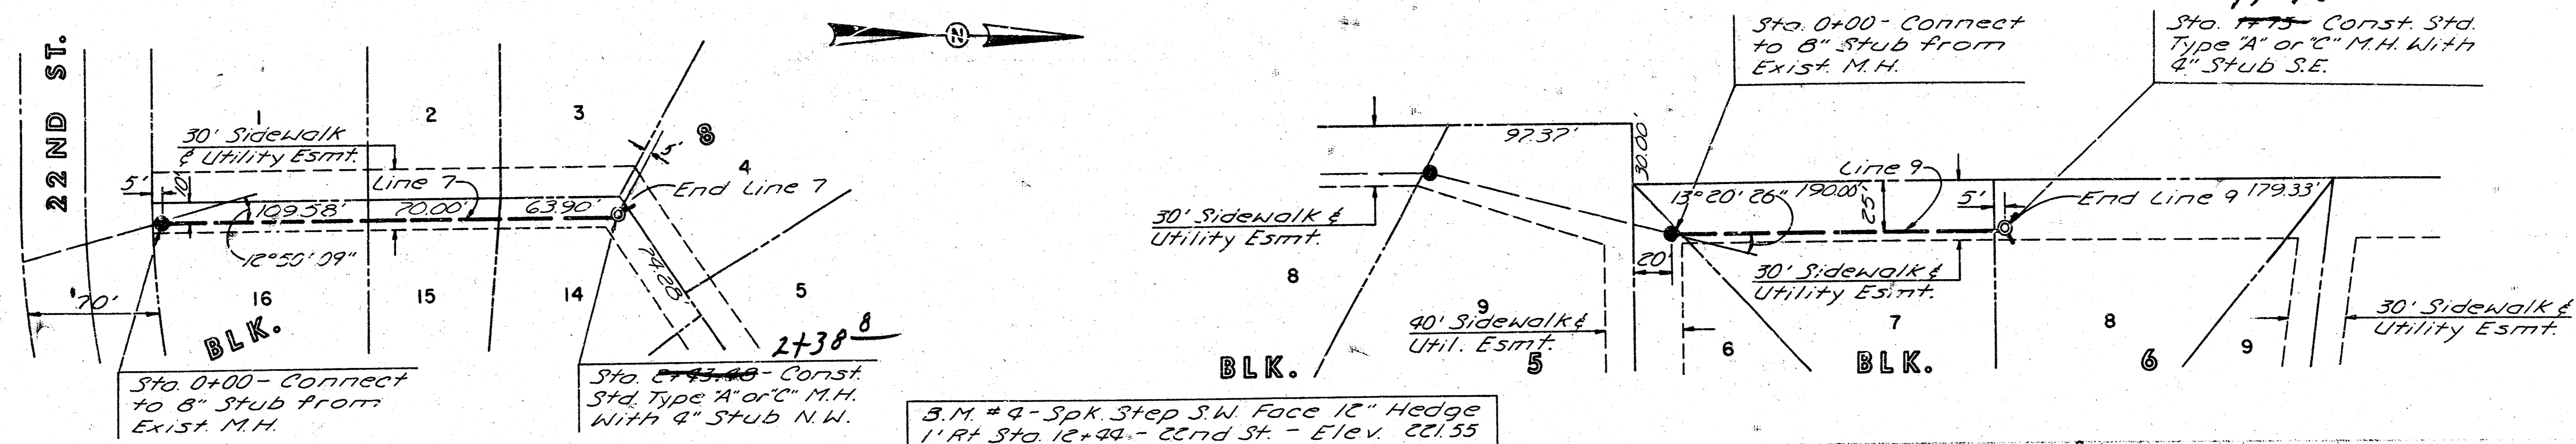 22ND ST.
1
2
3
8
4
30' Sidewalk
& Utility Esmt.
5'
10'
5'
Line 7
End Line 7
109.58'
70.00'
63.90'
12°50'09"
74.28'
70'
16
15
14
5
BLK.
2+38 8
Sta. 0+00 - Connect
to 8" Stub from
Exist. M.H.
Sta. 2+43.48 - Const.
Std. Type "A" or "C" M.H.
With 4" Stub N.W.
N
B.M. #4 - Spk. Step S.W. Face 12" Hedge
1' Rt Sta. 12+44 - 22nd St. - Elev. 221.55
Sta. 0+00 - Connect
to 8" Stub from
Exist. M.H.
Sta. 1+75 - Const. Std.
Type "A" or "C" M.H. With
4" Stub S.E.
97.37'
30.00'
Line 9
13°20'26"
190.00'
25'
5'
End Line 9
179.33'
30' Sidewalk &
Utility Esmt.
20'
30' Sidewalk &
Utility Esmt.
8
9
40' Sidewalk &
Util. Esmt.
6
7
8
9
30' Sidewalk &
Utility Esmt.
BLK.
5
BLK.
6